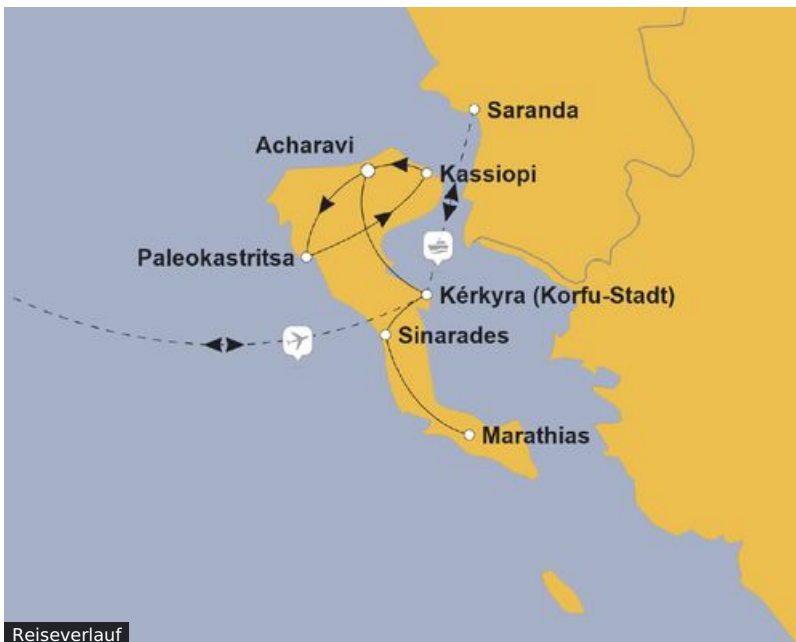 Saranda
Acharavi
Kassiopi
Paleokastritsa
Kérkyra (Korfu-Stadt)
Sinarades
Marathias
Reiseverlauf